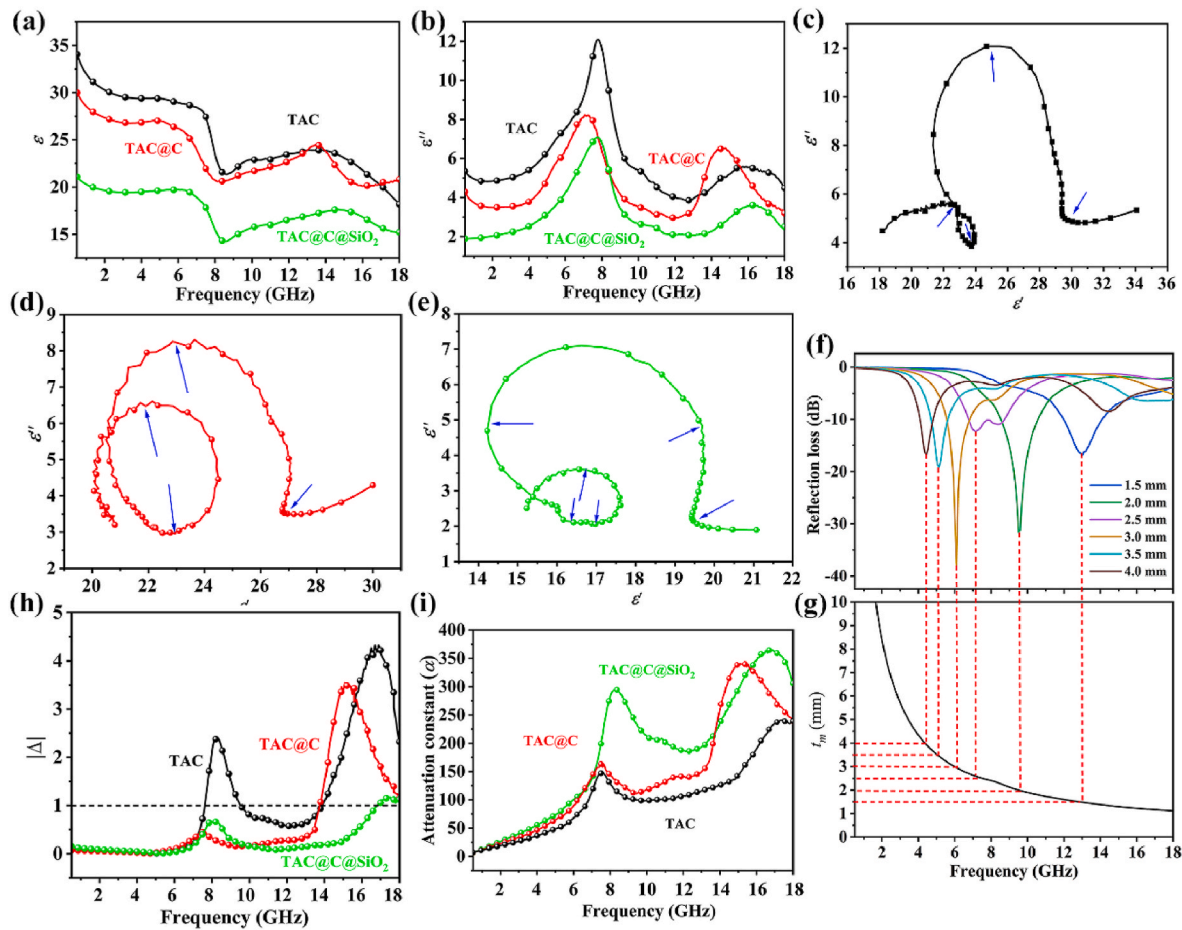 (a)
35
30
25
20
15
ε
TAC
TAC@C
TAC@C@SiO₂
2 4 6 8 10 12 14 16 18
Frequency (GHz)
(b)
12
10
8
6
4
2
ε″
TAC
TAC@C
TAC@C@SiO₂
2 4 6 8 10 12 14 16 18
Frequency (GHz)
(c)
12
10
8
6
4
ε″
16 18 20 22 24 26 28 30 32 34 36
ε′
(d)
9
8
7
6
5
4
3
2
ε″
20 22 24 26 28 30
(e)
8
7
6
5
4
3
2
1
ε″
14 15 16 17 18 19 20 21 22
ε′
(f)
0
-10
-20
-30
-40
Reflection loss (dB)
1.5 mm
2.0 mm
2.5 mm
3.0 mm
3.5 mm
4.0 mm
(g)
10
9
8
7
6
5
4
3
2
1
0
tₘ (mm)
2 4 6 8 10 12 14 16 18
Frequency (GHz)
(h)
5
4
3
2
1
0
|Δ|
TAC
TAC@C
TAC@C@SiO₂
2 4 6 8 10 12 14 16 18
Frequency (GHz)
(i)
400
350
300
250
200
150
100
50
0
Attenuation constant (α)
TAC@C@SiO₂
TAC@C
TAC
2 4 6 8 10 12 14 16 18
Frequency (GHz)